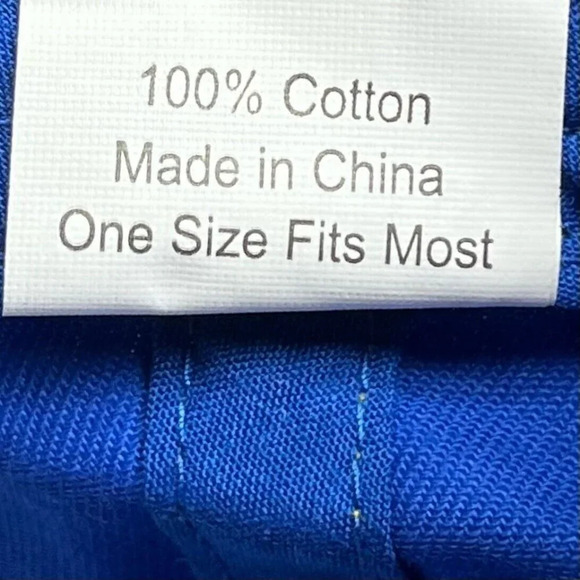 100% Cotton
Made in China
One Size Fits Most